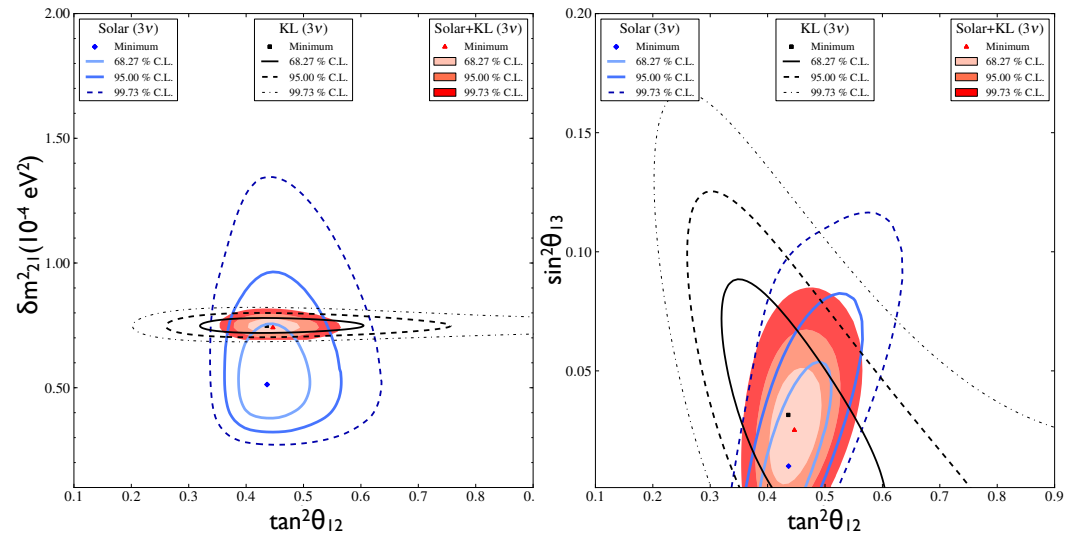 Solar (3ν)
Minimum
68.27 % C.L.
95.00 % C.L.
99.73 % C.L.
KL (3ν)
Minimum
68.27 % C.L.
95.00 % C.L.
99.73 % C.L.
Solar+KL (3ν)
Minimum
68.27 % C.L.
95.00 % C.L.
99.73 % C.L.
2.00
1.50
1.00
0.50
δm²₂₁(10⁻⁴ eV²)
0.1 0.2 0.3 0.4 0.5 0.6 0.7 0.8 0.
tan²θ₁₂
Solar (3ν)
Minimum
68.27 % C.L.
95.00 % C.L.
99.73 % C.L.
KL (3ν)
Minimum
68.27 % C.L.
95.00 % C.L.
99.73 % C.L.
Solar+KL (3ν)
Minimum
68.27 % C.L.
95.00 % C.L.
99.73 % C.L.
0.20
0.15
0.10
0.05
sin²θ₁₃
0.1 0.2 0.3 0.4 0.5 0.6 0.7 0.8 0.9
tan²θ₁₂